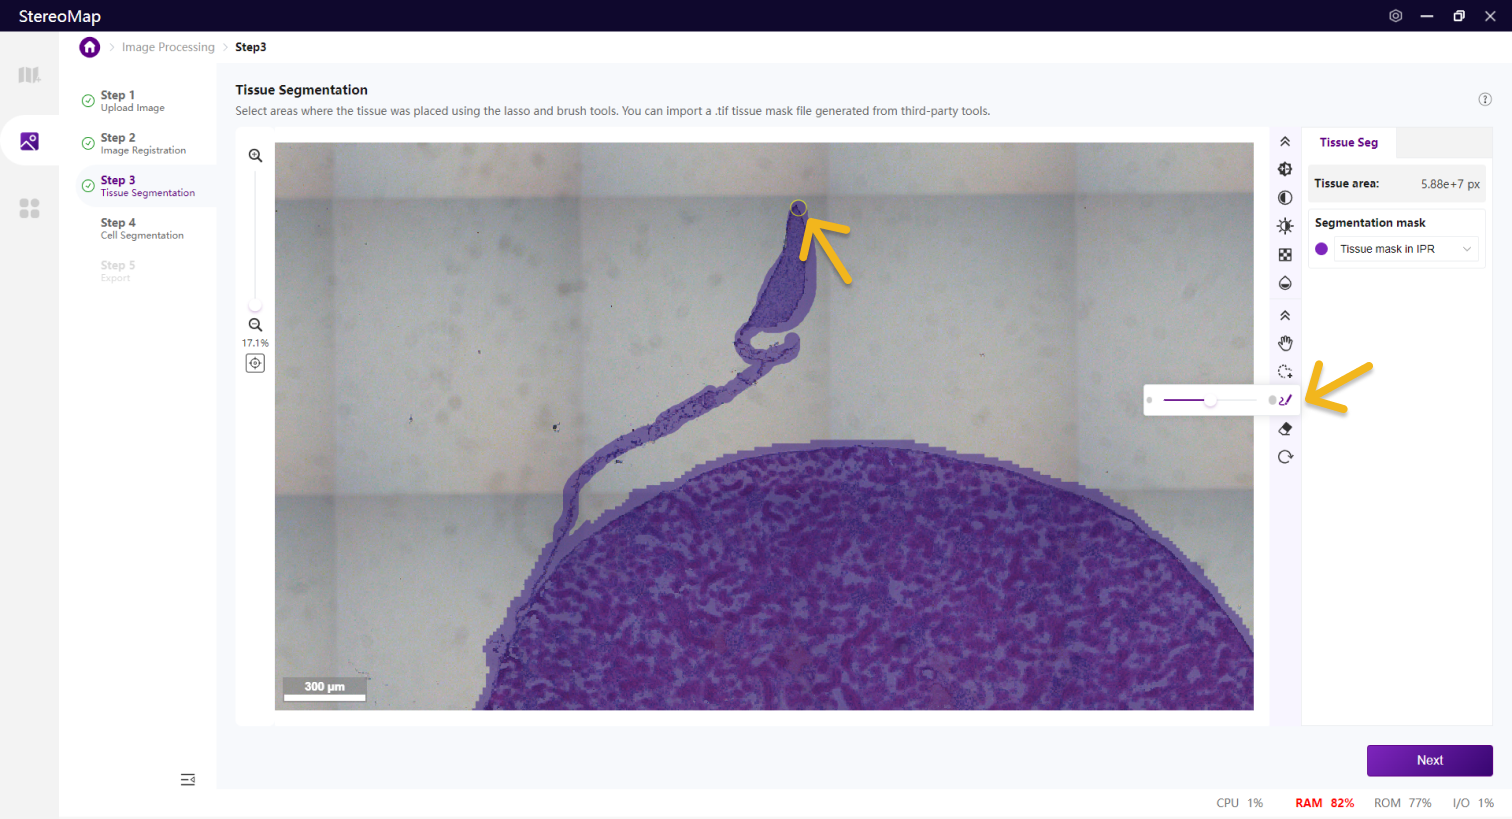 StereoMap
Image Processing
Step3
Step 1
Upload Image
Step 2
Image Registration
Step 3
Tissue Segmentation
Step 4
Cell Segmentation
Step 5
Export
Tissue Segmentation
Select areas where the tissue was placed using the lasso and brush tools. You can import a .tif tissue mask file generated from third-party tools.
17.1%
300 μm
Tissue Seg
Tissue area: 5.88e+7 px
Segmentation mask
Tissue mask in IPR
Next
CPU 1% RAM 82% ROM 77% I/O 1%